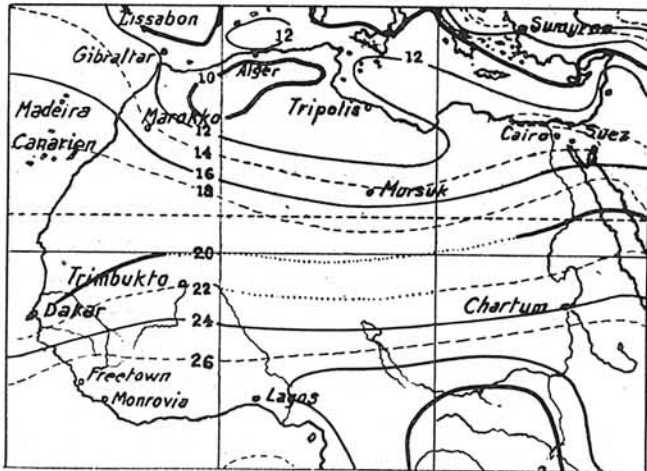 Lissabon
12
12
Smyrna
Gibraltar
10
Alger
Madeira
Marokko
Tripolis
12
Cairo
Suez
Canarien
14
16
18
Mursuk
20
Trimbukto
22
Dakar
24
Chartum
26
Freetown
Monrovia
Lagos